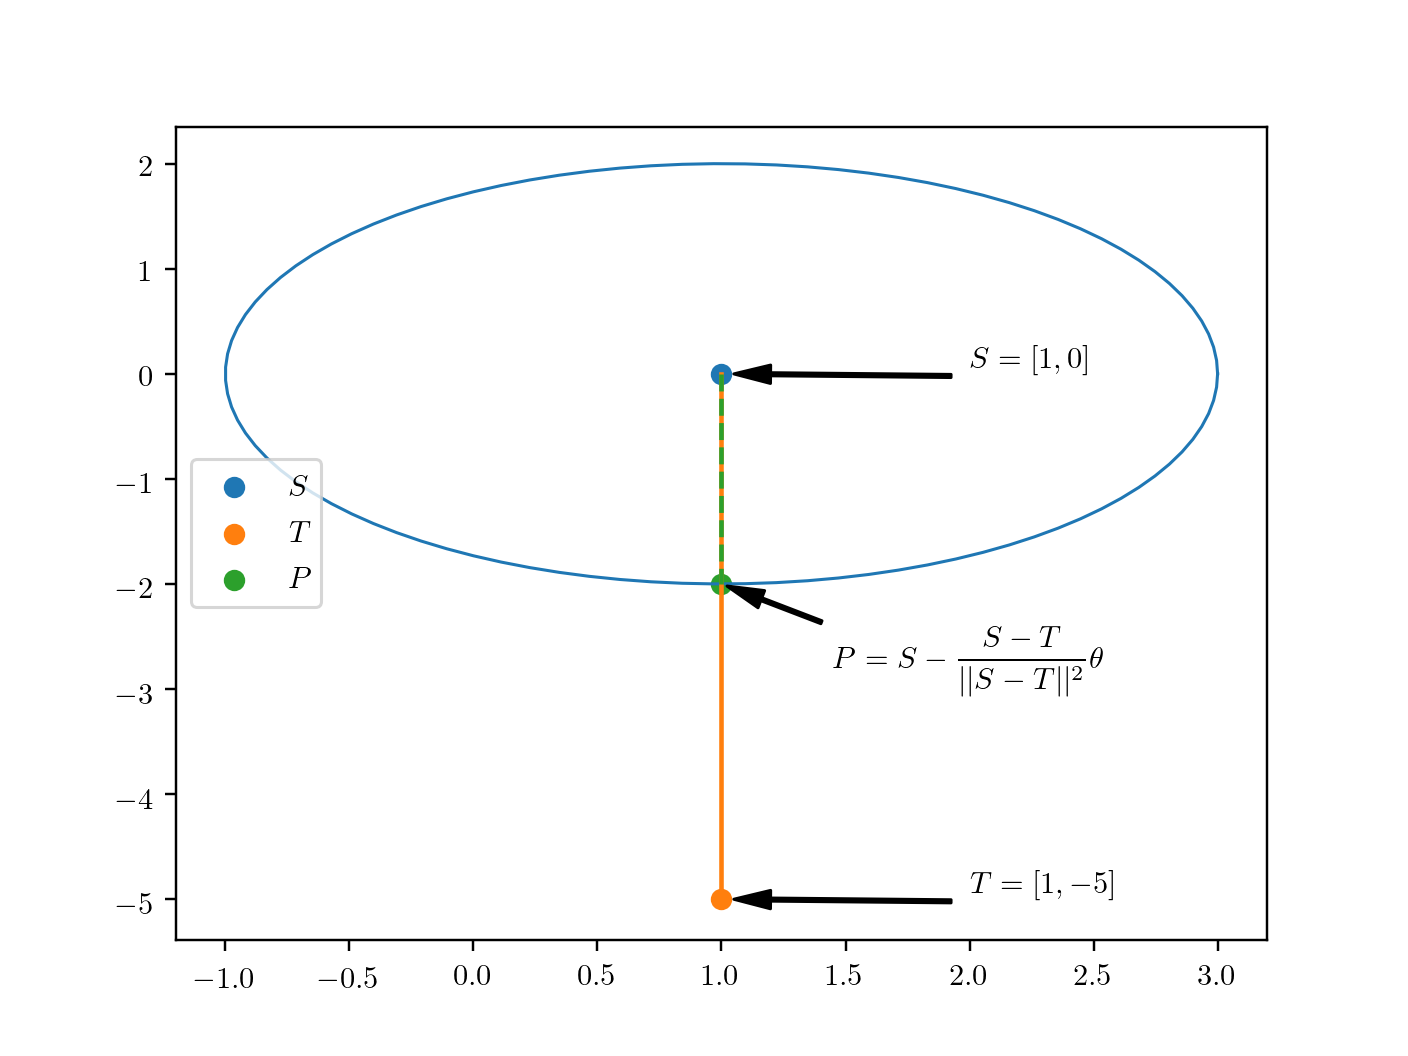 2
1
0
−1
−2
−3
−4
−5
S = [1, 0]
S
T
P
P = S − \frac{S − T}{||S − T||^2} θ
T = [1, −5]
−1.0 −0.5 0.0 0.5 1.0 1.5 2.0 2.5 3.0